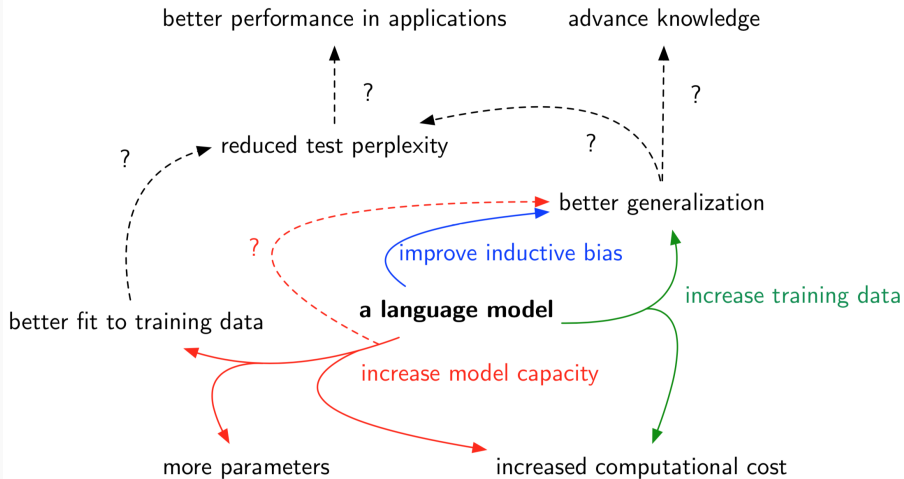 better performance in applications
advance knowledge
?
?
reduced test perplexity
?
?
better generalization
?
improve inductive bias
increase training data
a language model
better fit to training data
increase model capacity
more parameters
increased computational cost